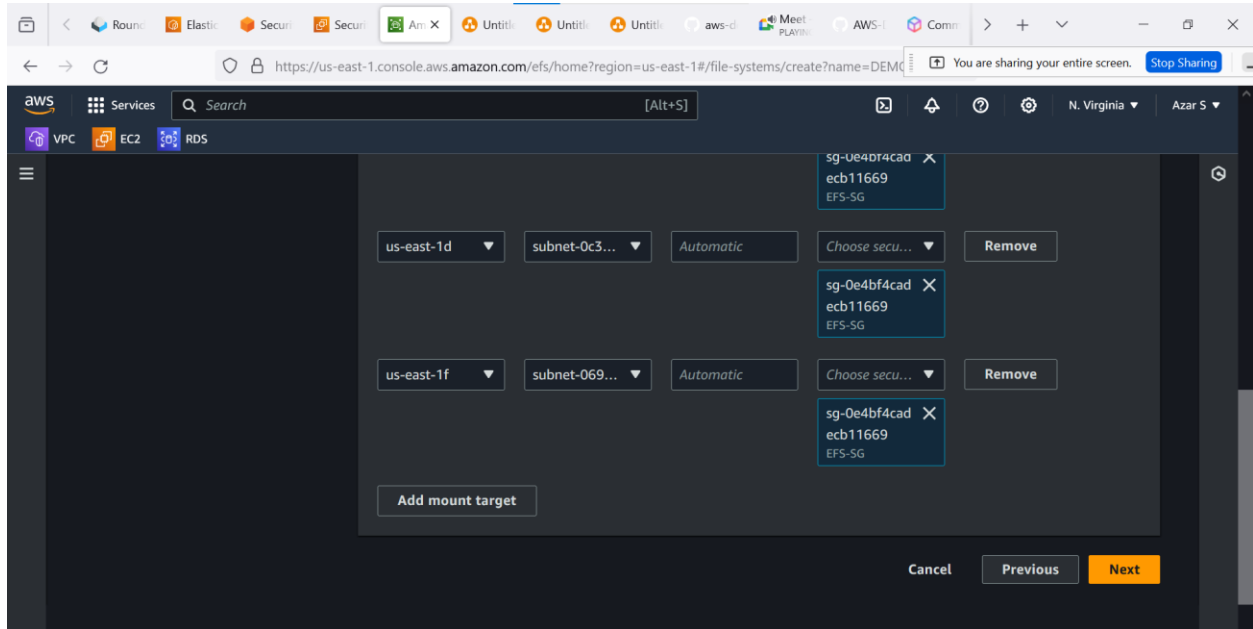 Round
Elastic
Securi
Securi
Am
Untitle
Untitle
Untitle
aws-d
Meet
PLAYING
AWS-L
Comm
https://us-east-1.console.aws.amazon.com/efs/home?region=us-east-1#/file-systems/create?name=DEMO
You are sharing your entire screen.
Stop Sharing
aws
Services
Search
[Alt+S]
N. Virginia
Azar S
VPC
EC2
RDS
sg-0e4bf4cad
ecb11669
EFS-SG
us-east-1d
subnet-0c3...
Automatic
Choose secu...
Remove
sg-0e4bf4cad
ecb11669
EFS-SG
us-east-1f
subnet-069...
Automatic
Choose secu...
Remove
sg-0e4bf4cad
ecb11669
EFS-SG
Add mount target
Cancel
Previous
Next